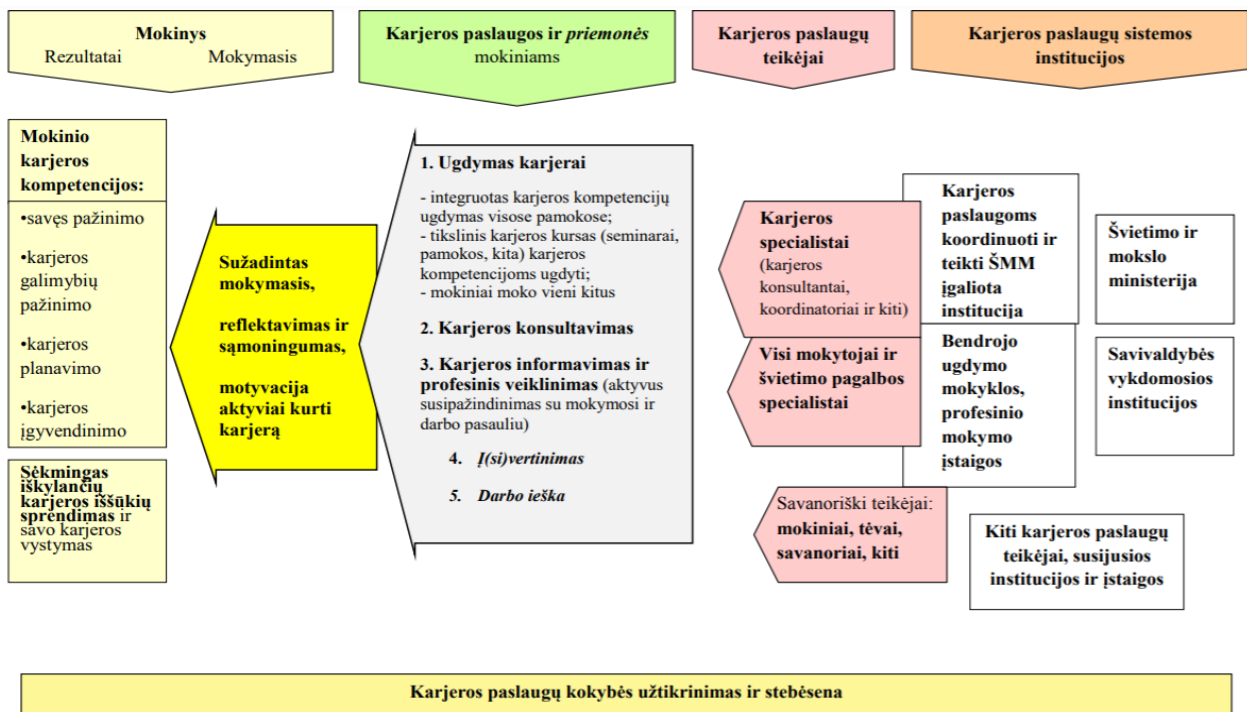 Mokinys
Rezultatai Mokymasis
Karjeros paslaugos ir priemonės
mokiniams
Karjeros paslaugų
teikėjai
Karjeros paslaugų sistemos
institucijos
Mokinio
karjeros
kompetencijos:
•savęs pažinimo
•karjeros
galimybių
pažinimo
•karjeros
planavimo
•karjeros
įgyvendinimo
Sėkmingas
iškylančių
karjeros iššūkių
sprendimas ir
savo karjeros
vystymas
Sužadintas
mokymasis,
reflektavimas ir
sąmoningumas,
motyvacija
aktyviai kurti
karjerą
1. Ugdymas karjerai
- integruotas karjeros kompetencijų
ugdymas visose pamokose;
- tikslinis karjeros kursas (seminarai,
pamokos, kita) karjeros
kompetencijoms ugdyti;
- mokiniai moko vieni kitus
2. Karjeros konsultavimas
3. Karjeros informavimas ir
profesinis veiklinimas (aktyvus
susipažindinimas su mokymosi ir
darbo pasauliu)
4. Į(si)vertinimas
5. Darbo ieška
Karjeros
specialistai
(karjeros
konsultantai,
koordinatoriai ir kiti)
Visi mokytojai ir
švietimo pagalbos
specialistai
Savanoriški teikėjai:
mokiniai, tėvai,
savanoriai, kiti
Karjeros
paslaugoms
koordinuoti ir
teikti ŠMM
įgaliota
institucija
Bendrojo
ugdymo
mokyklos,
profesinio
mokymo
įstaigos
Švietimo ir
mokslo
ministerija
Savivaldybės
vykdomosios
institucijos
Kiti karjeros paslaugų
teikėjai, susijusios
institucijos ir įstaigos
Karjeros paslaugų kokybės užtikrinimas ir stebėsena